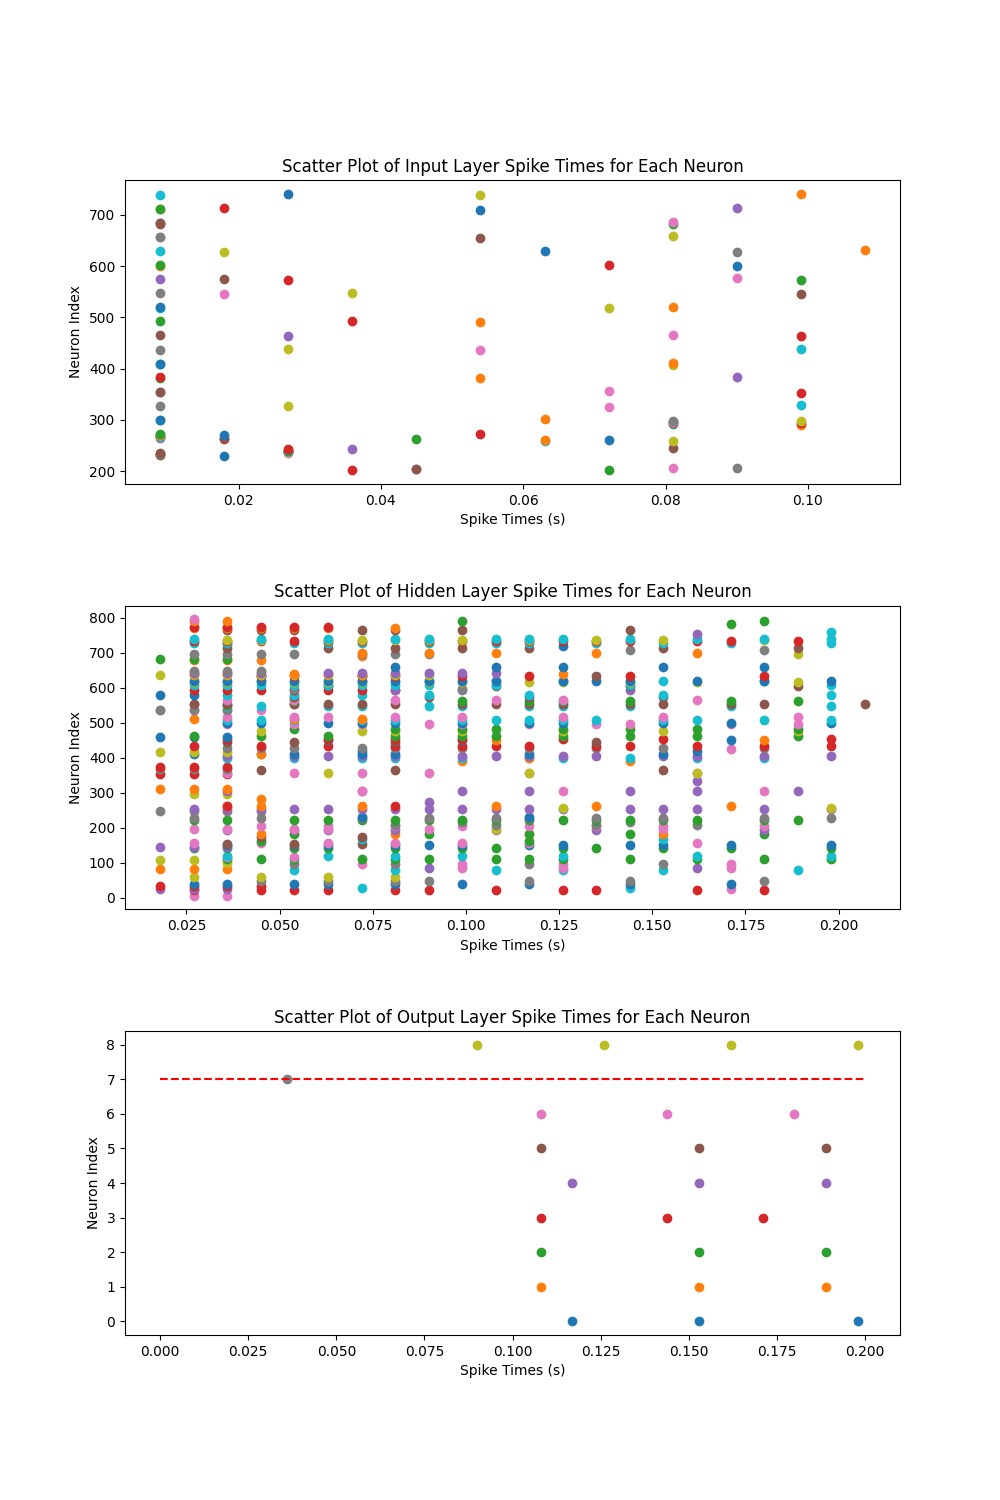 Scatter Plot of Input Layer Spike Times for Each Neuron
700
600
500
400
300
200
Neuron Index
0.02 0.04 0.06 0.08 0.10
Spike Times (s)
Scatter Plot of Hidden Layer Spike Times for Each Neuron
800
700
600
500
400
300
200
100
0
Neuron Index
0.025 0.050 0.075 0.100 0.125 0.150 0.175 0.200
Spike Times (s)
Scatter Plot of Output Layer Spike Times for Each Neuron
8
7
6
5
4
3
2
1
0
Neuron Index
0.000 0.025 0.050 0.075 0.100 0.125 0.150 0.175 0.200
Spike Times (s)